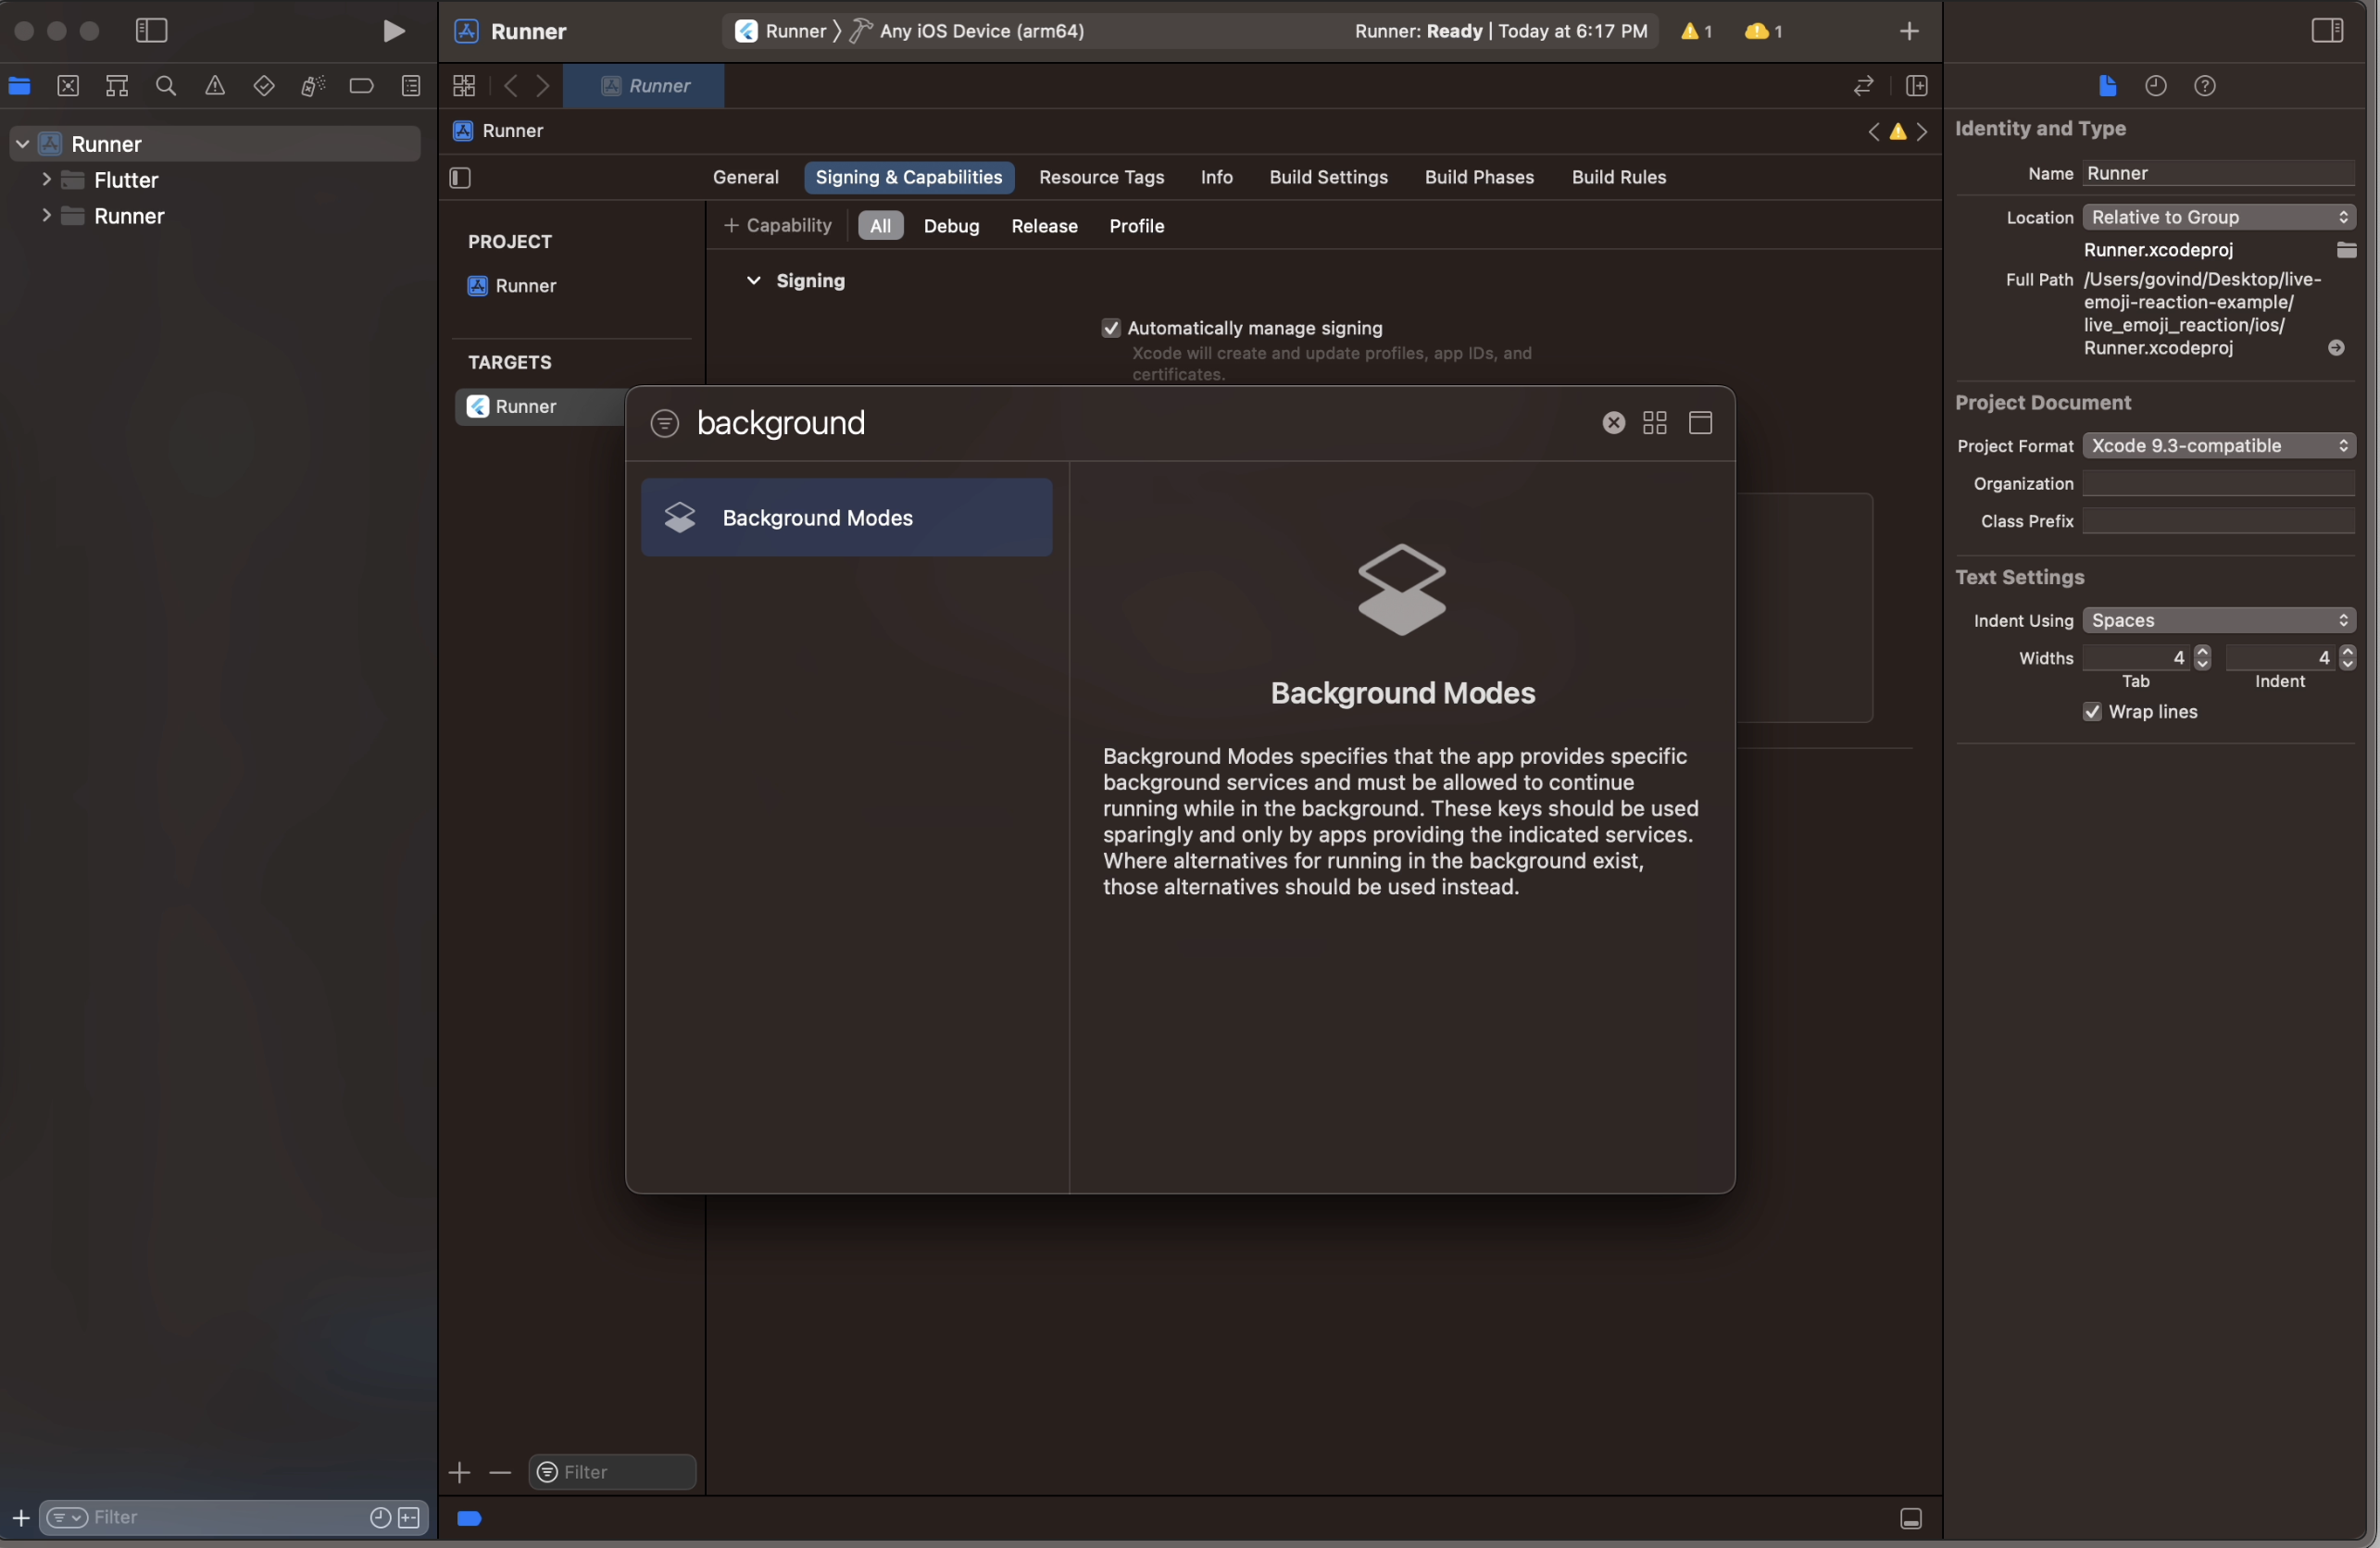 Runner
Runner
Any iOS Device (arm64)
Runner: Ready | Today at 6:17 PM
1
1
Runner
Runner
Flutter
Runner
Runner
General
Signing & Capabilities
Resource Tags
Info
Build Settings
Build Phases
Build Rules
PROJECT
Runner
TARGETS
Runner
+ Capability
All
Debug
Release
Profile
Signing
Automatically manage signing
Xcode will create and update profiles, app IDs, and
certificates.
background
Background Modes
Background Modes
Background Modes specifies that the app provides specific
background services and must be allowed to continue
running while in the background. These keys should be used
sparingly and only by apps providing the indicated services.
Where alternatives for running in the background exist,
those alternatives should be used instead.
Filter
Filter
Identity and Type
Name Runner
Location Relative to Group
Runner.xcodeproj
Full Path /Users/govind/Desktop/live-
emoji-reaction-example/
live_emoji_reaction/ios/
Runner.xcodeproj
Project Document
Project Format Xcode 9.3-compatible
Organization
Class Prefix
Text Settings
Indent Using Spaces
Widths 4 4
Tab Indent
Wrap lines